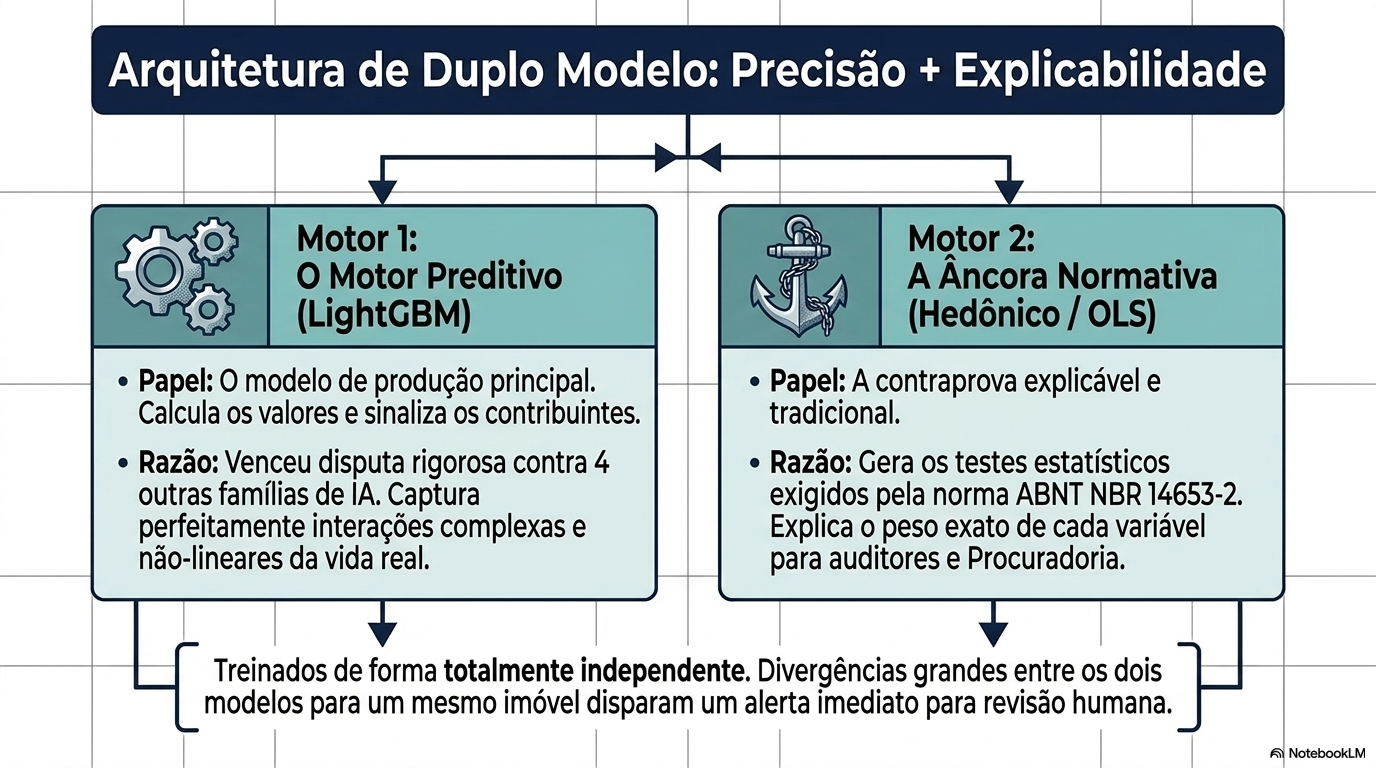 Arquitetura de Duplo Modelo: Precisão + Explicabilidade
Motor 1:
O Motor Preditivo
(LightGBM)
• Papel: O modelo de produção principal.
Calcula os valores e sinaliza os contribuintes.
• Razão: Venceu disputa rigorosa contra 4
outras famílias de IA. Captura
perfeitamente interações complexas e
não-lineares da vida real.
Motor 2:
A Âncora Normativa
(Hedônico / OLS)
• Papel: A contraprova explicável e
tradicional.
• Razão: Gera os testes estatísticos
exigidos pela norma ABNT NBR 14653-2.
Explica o peso exato de cada variável
para auditores e Procuradoria.
Treinados de forma totalmente independente. Divergências grandes entre os dois
modelos para um mesmo imóvel disparam um alerta imediato para revisão humana.
NotebookLM